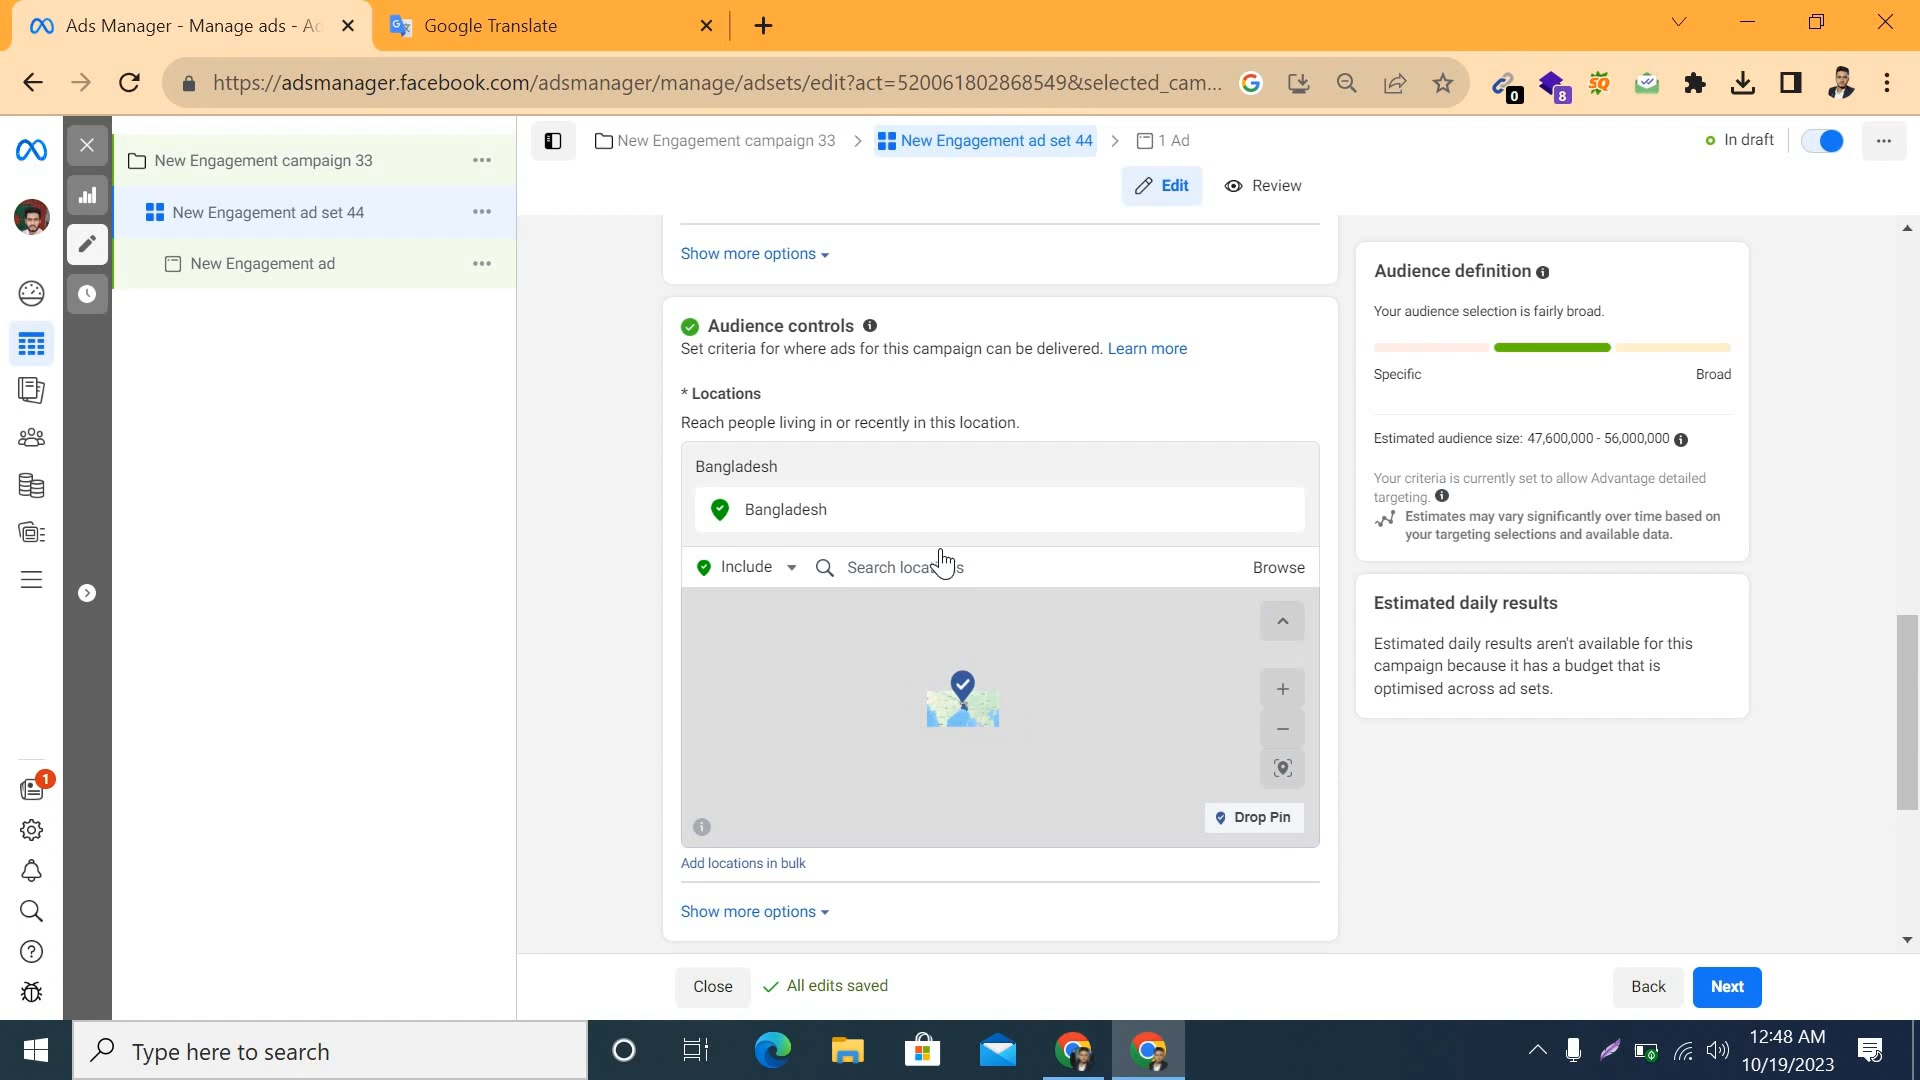 Ads Manager - Manage ads - Ad
Google Translate
https://adsmanager.facebook.com/adsmanager/manage/adsets/edit?act=520061802868549&selected_cam...
0
8
New Engagement campaign 33
New Engagement ad set 44
New Engagement ad
New Engagement campaign 33
New Engagement ad set 44
1 Ad
In draft
Edit
Review
Show more options
Audience controls
Set criteria for where ads for this campaign can be delivered. Learn more
* Locations
Reach people living in or recently in this location.
Bangladesh
Bangladesh
Include
Search locations
Browse
Drop Pin
Add locations in bulk
Show more options
Audience definition
Your audience selection is fairly broad.
Specific
Broad
Estimated audience size: 47,600,000 - 56,000,000
Your criteria is currently set to allow Advantage detailed
targeting.
Estimates may vary significantly over time based on
your targeting selections and available data.
Estimated daily results
Estimated daily results aren't available for this
campaign because it has a budget that is
optimised across ad sets.
1
Close
All edits saved
Back
Next
Type here to search
12:48 AM
10/19/2023